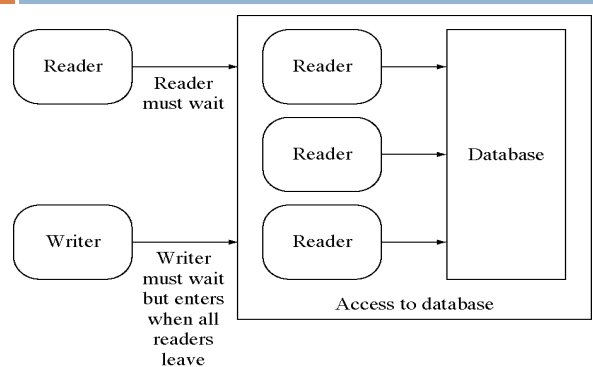 Reader
Reader
must wait
Reader
Reader
Reader
Database
Writer
Writer
must wait
but enters
when all
readers
leave
Access to database